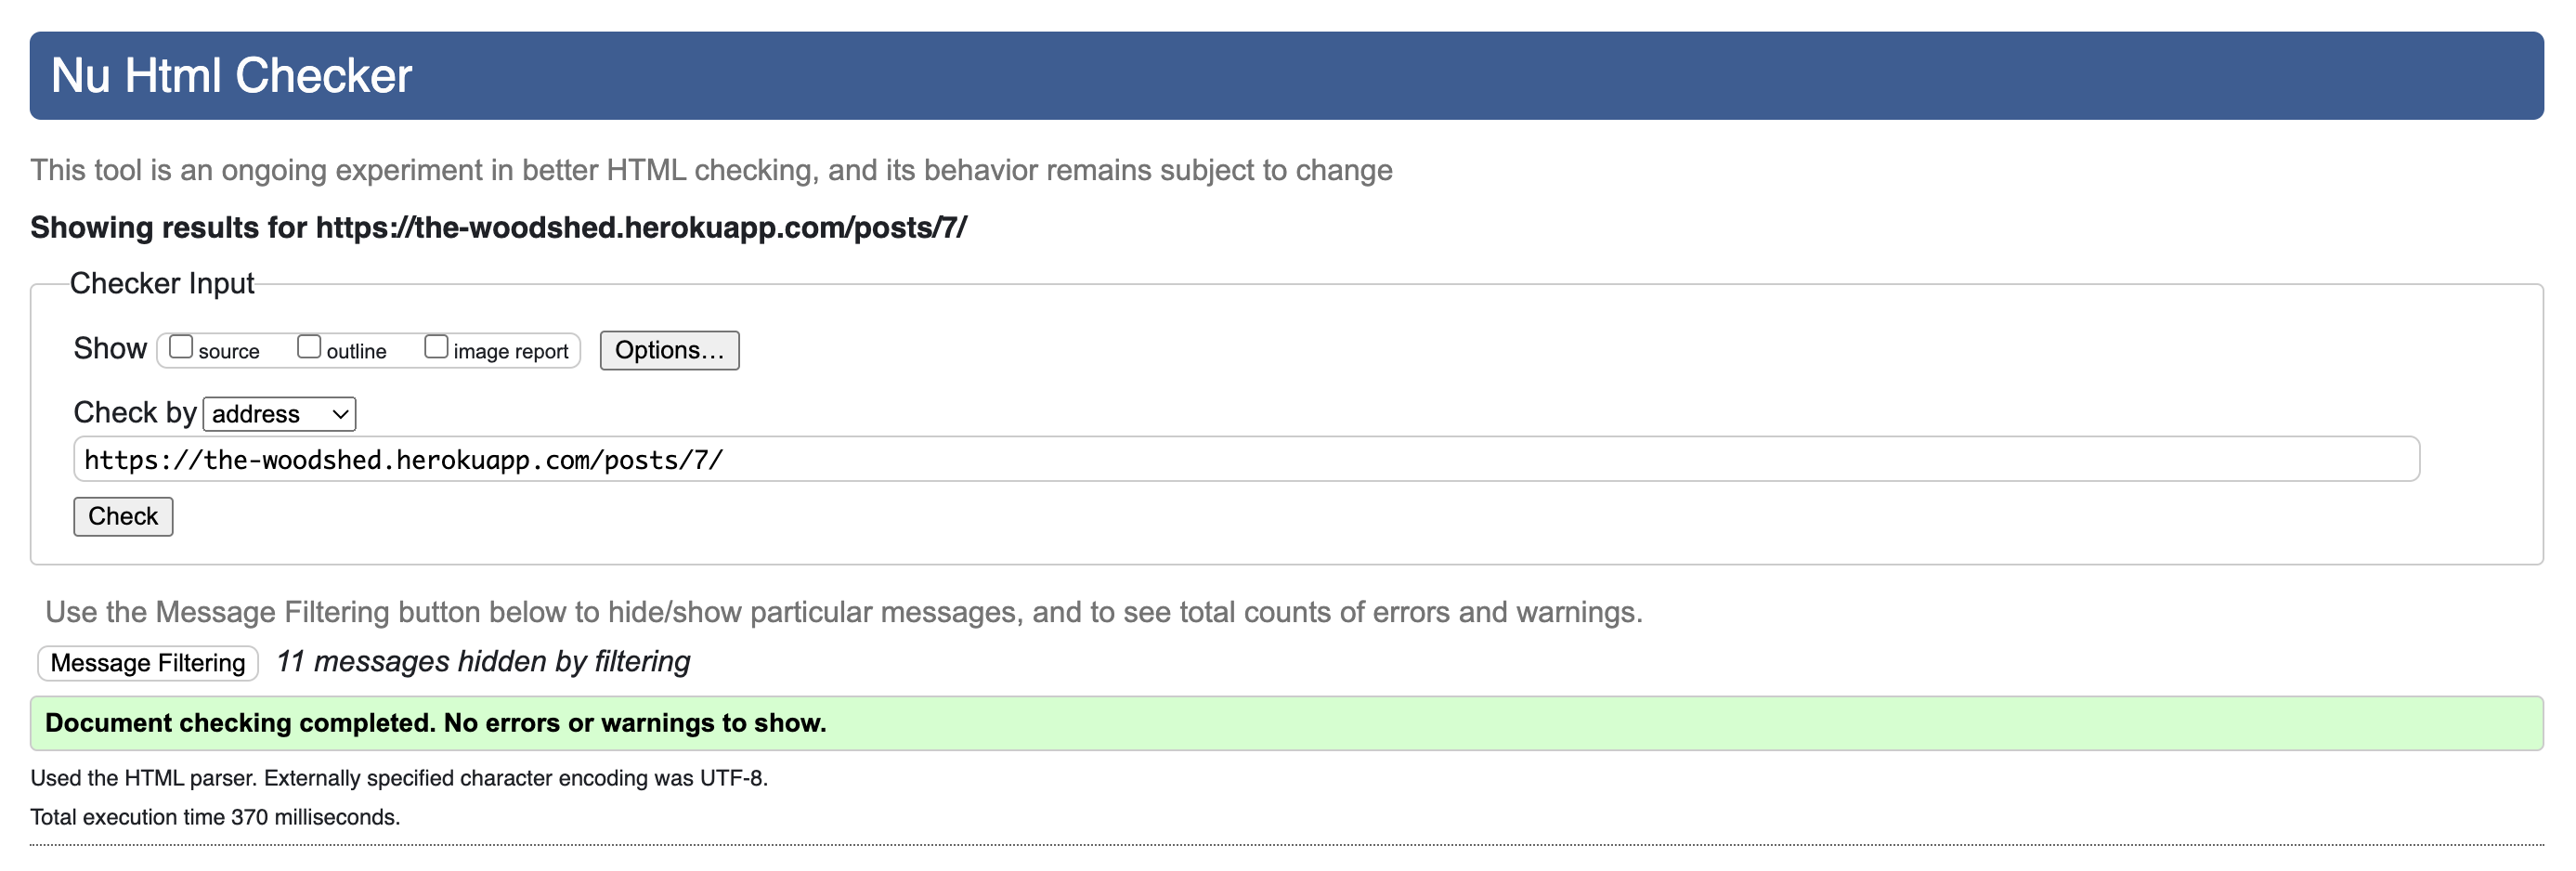 Nu Html Checker
This tool is an ongoing experiment in better HTML checking, and its behavior remains subject to change
Showing results for https://the-woodshed.herokuapp.com/posts/7/
Checker Input
Show source outline image report Options…
Check by address
https://the-woodshed.herokuapp.com/posts/7/
Check
Use the Message Filtering button below to hide/show particular messages, and to see total counts of errors and warnings.
Message Filtering 11 messages hidden by filtering
Document checking completed. No errors or warnings to show.
Used the HTML parser. Externally specified character encoding was UTF-8.
Total execution time 370 milliseconds.